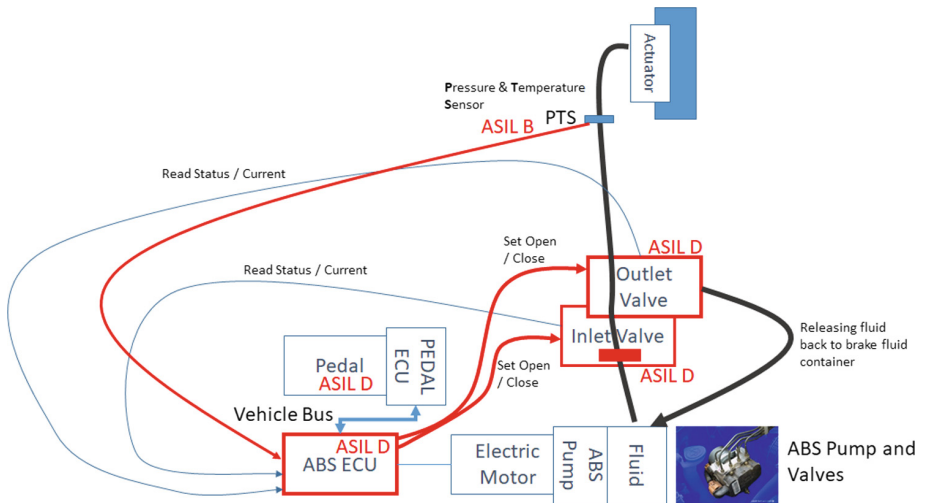 Actuator
Pressure & Temperature
Sensor
PTS
ASIL B
Read Status / Current
Set Open
/ Close
ASIL D
Outlet
Valve
Read Status / Current
Inlet Valve
Releasing fluid
back to brake fluid
container
Pedal
ASIL D
PEDAL
ECU
Set Open
/ Close
ASIL D
Vehicle Bus
ASIL D
ABS ECU
Electric
Motor
ABS
Pump
Fluid
ABS Pump and
Valves